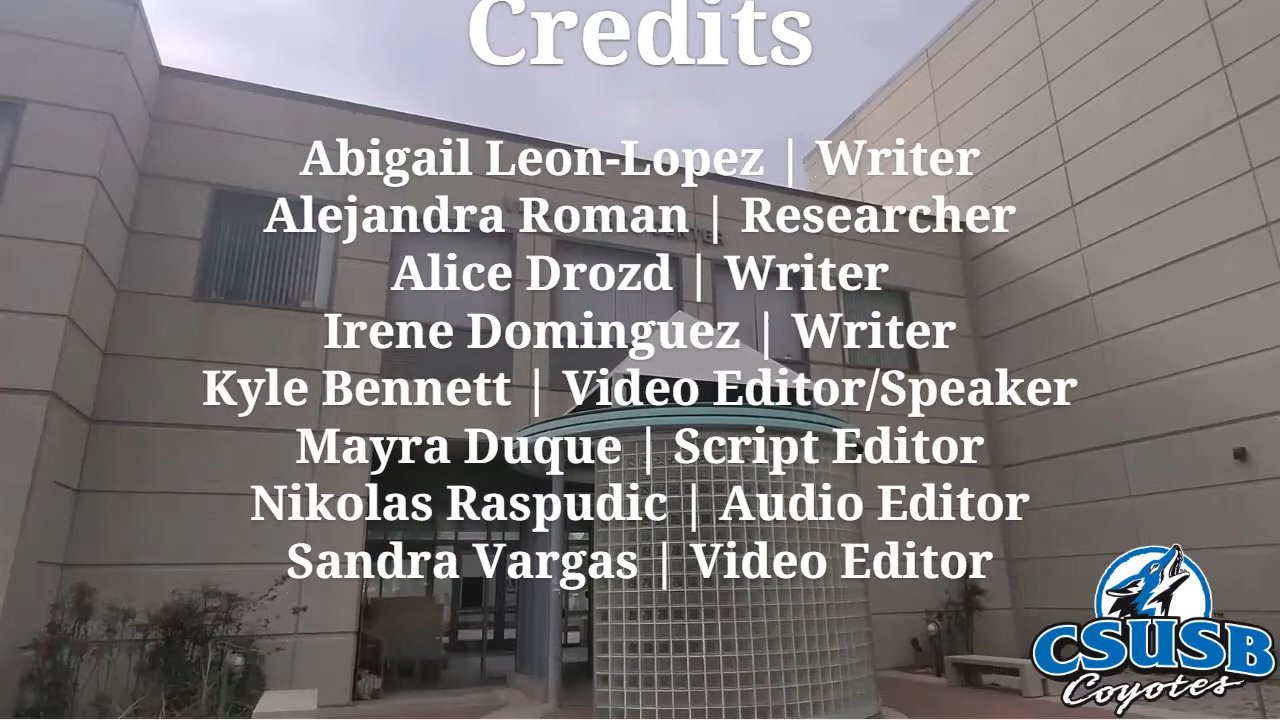 Credits
Abigail Leon-Lopez | Writer
Alejandra Roman | Researcher
Alice Drozd | Writer
Irene Dominguez | Writer
Kyle Bennett | Video Editor/Speaker
Mayra Duque | Script Editor
Nikolas Raspudic | Audio Editor
Sandra Vargas | Video Editor
CSUSB
Coyotes